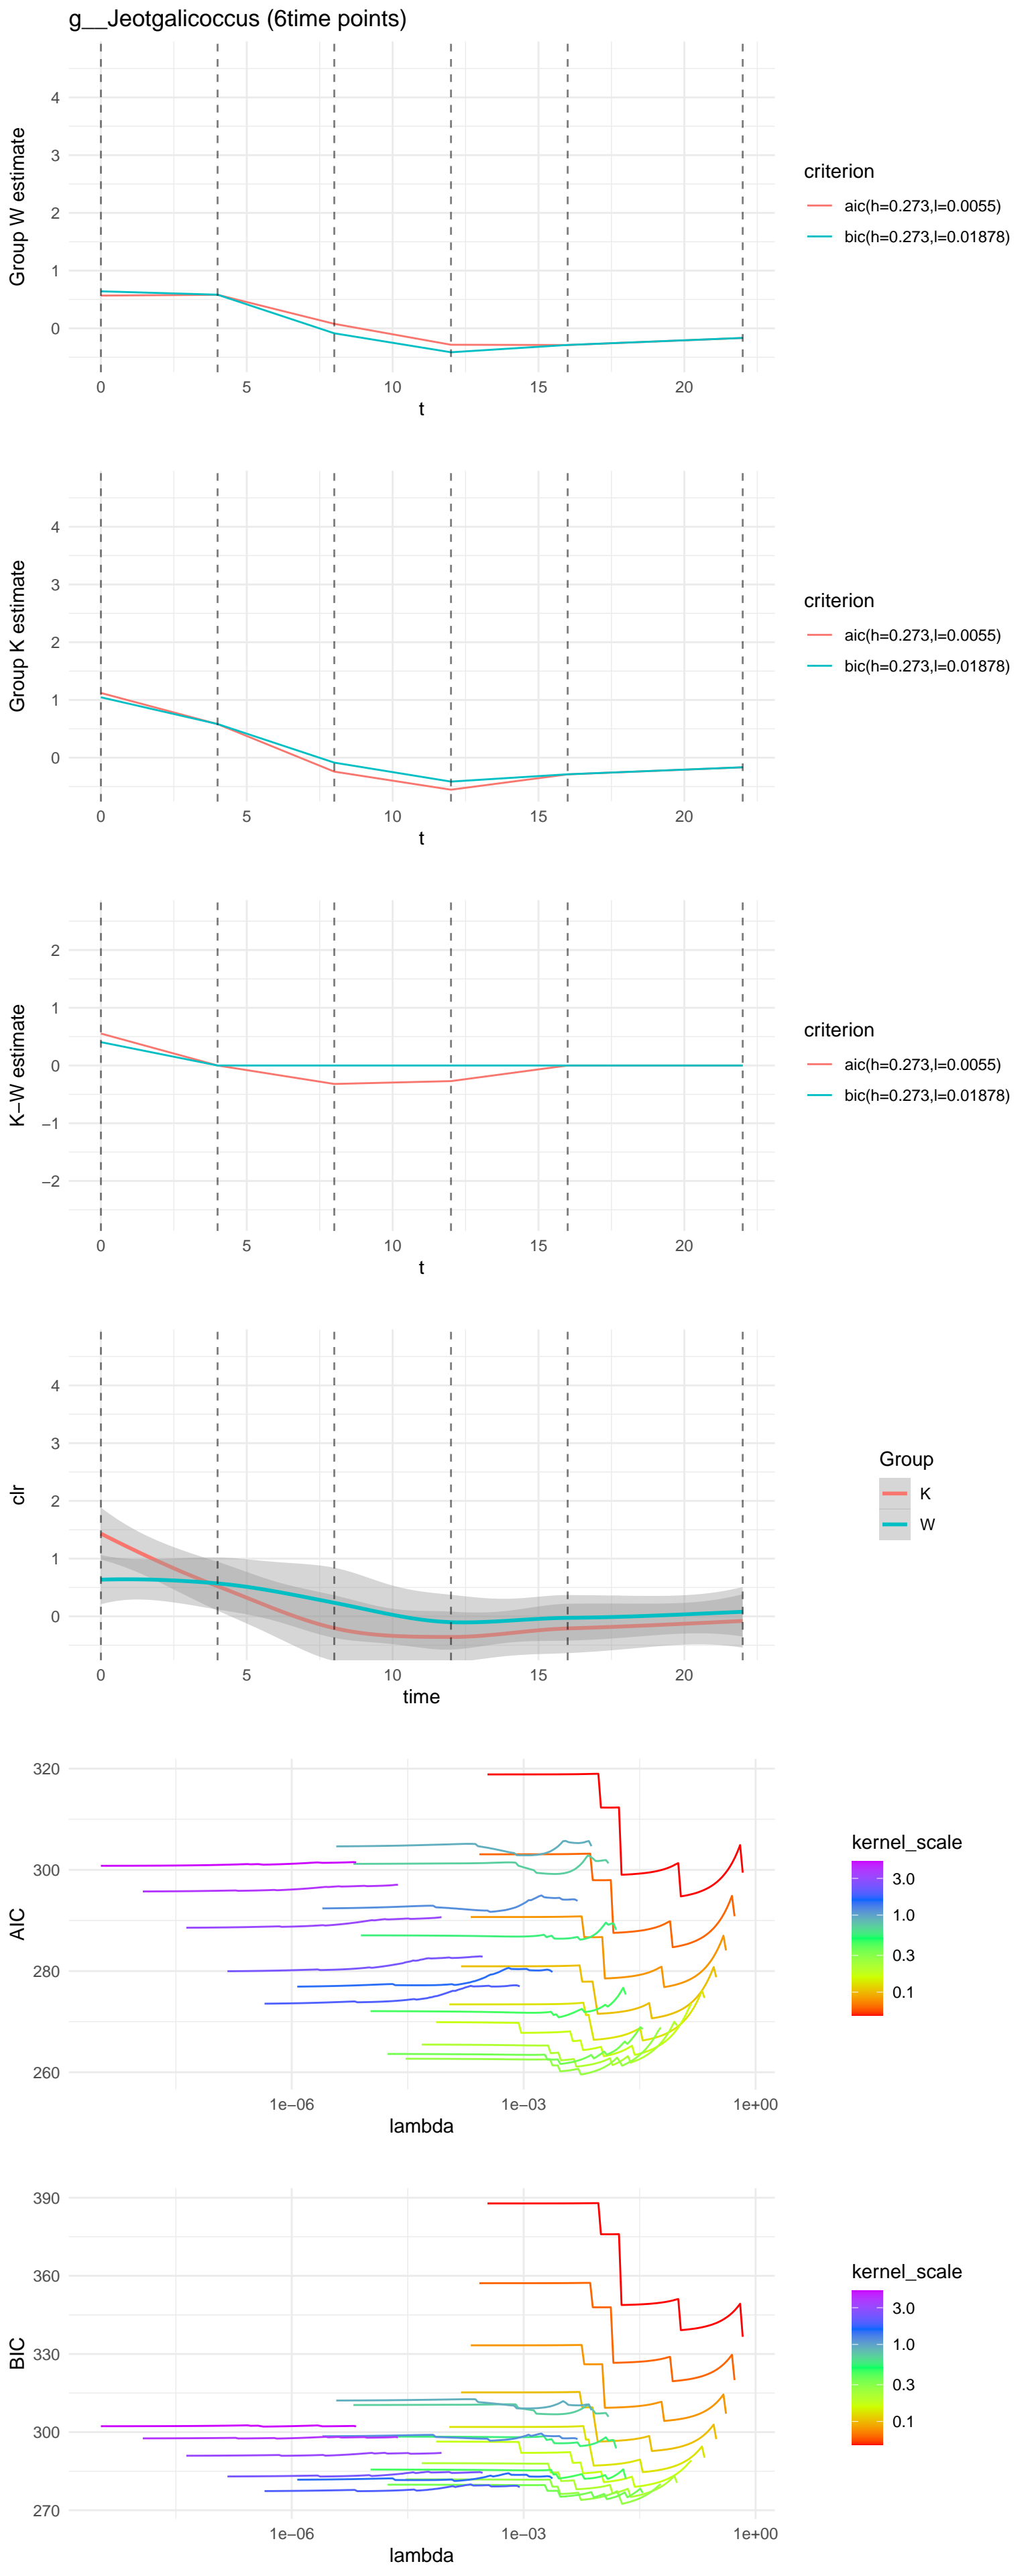 g__Jeotgalicoccus (6time points)
Group W estimate
4
3
2
1
0
0 5 10 15 20
t
criterion
aic(h=0.273,l=0.0055)
bic(h=0.273,l=0.01878)
Group K estimate
4
3
2
1
0
0 5 10 15 20
t
criterion
aic(h=0.273,l=0.0055)
bic(h=0.273,l=0.01878)
K−W estimate
2
1
0
−1
−2
0 5 10 15 20
t
criterion
aic(h=0.273,l=0.0055)
bic(h=0.273,l=0.01878)
clr
4
3
2
1
0
0 5 10 15 20
time
Group
K
W
AIC
320
300
280
260
1e−06 1e−03 1e+00
lambda
kernel_scale
3.0
1.0
0.3
0.1
BIC
390
360
330
300
270
1e−06 1e−03 1e+00
lambda
kernel_scale
3.0
1.0
0.3
0.1